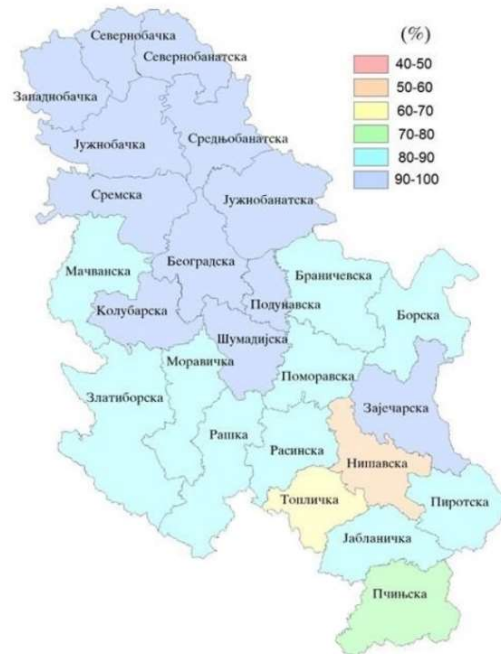 Севернобачка
Севернобанатска
Западнобачка
Јужнобачка
Средњобанатска
Сремска
Јужнобанатска
Београдска
Мачванска
Браничевска
Колубарска
Подунавска
Борска
Шумадијска
Моравичка
Поморавска
Златиборска
Зајечарска
Рашка
Расинска
Нишавска
Топличка
Пиротска
Јабланичка
Пчињска
(%)
40-50
50-60
60-70
70-80
80-90
90-100